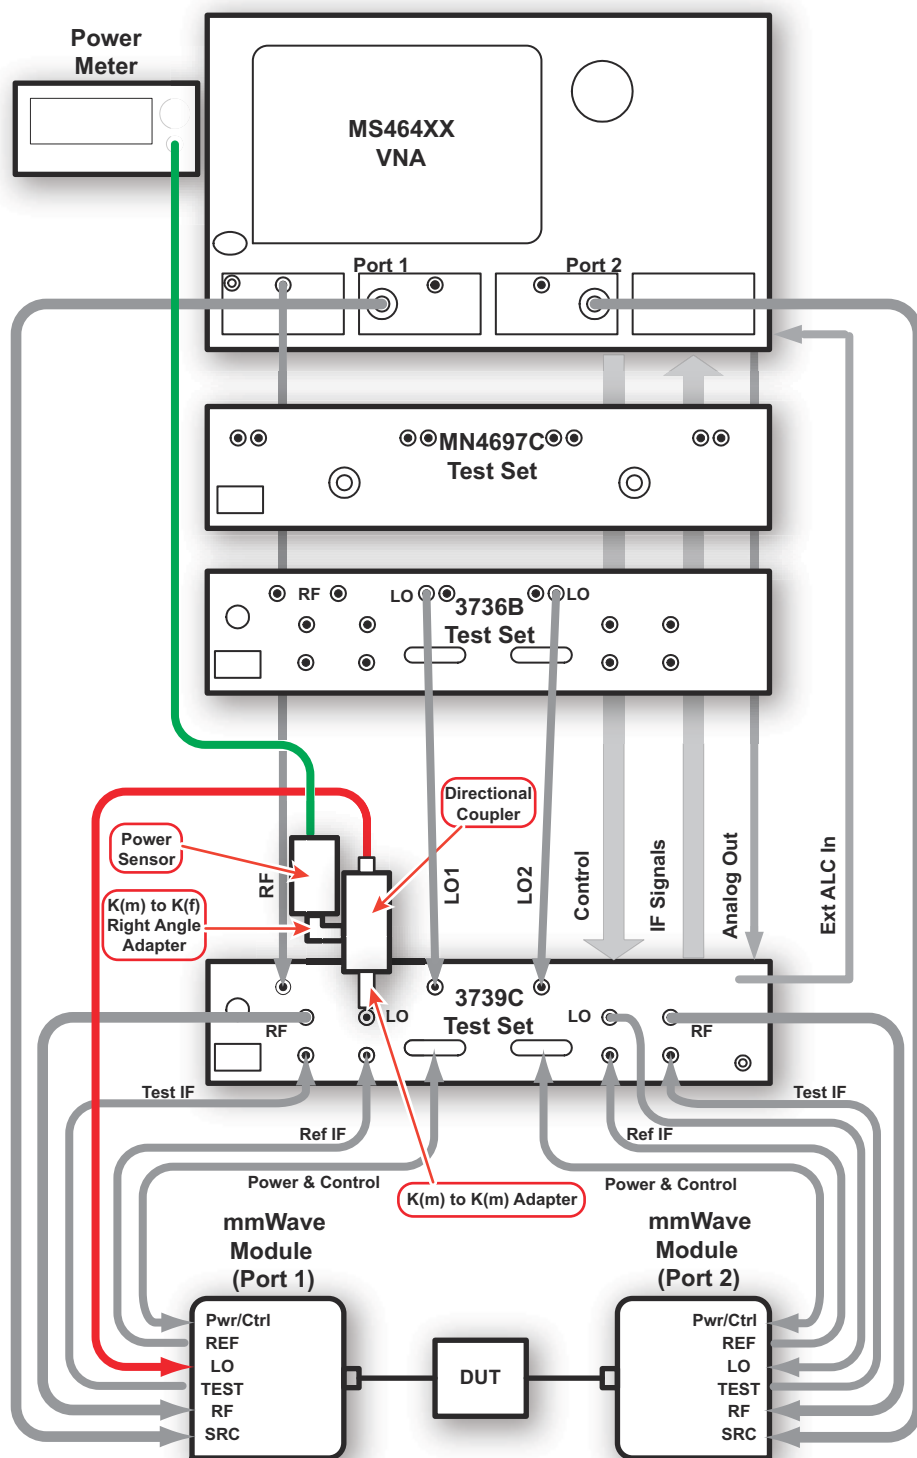 Power
Meter
MS464XX
VNA
Port 1
Port 2
MN4697C
Test Set
RF
LO
3736B
Test Set
LO
Directional
Coupler
Power
Sensor
K(m) to K(f)
Right Angle
Adapter
RF
LO1
LO2
Control
IF Signals
Analog Out
Ext ALC In
3739C
Test Set
RF
LO
LO
RF
Test IF
Test IF
Ref IF
Ref IF
Power & Control
Power & Control
K(m) to K(m) Adapter
mmWave
Module
(Port 1)
mmWave
Module
(Port 2)
Pwr/Ctrl
REF
LO
TEST
RF
SRC
DUT
Pwr/Ctrl
REF
LO
TEST
RF
SRC